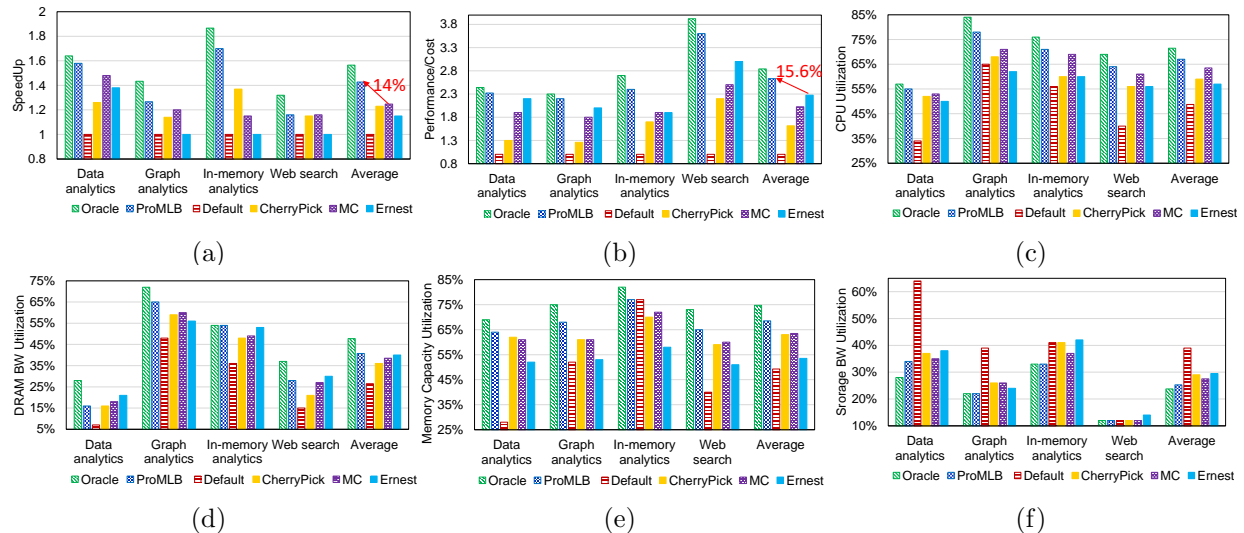 2
1.8
1.6
1.4
1.2
1
0.8
SpeedUp
14%
Data analytics Graph analytics In-memory analytics Web search Average
Oracle ProMLB Default CherryPick MC Ernest
(a)
3.8
3.3
2.8
2.3
1.8
1.3
0.8
Performance/Cost
15.6%
Data analytics Graph analytics In-memory analytics Web search Average
Oracle ProMLB Default CherryPick MC Ernest
(b)
85%
75%
65%
55%
45%
35%
25%
CPU Utilization
Data analytics Graph analytics In-memory analytics Web search Average
Oracle ProMLB Default CherryPick MC Ernest
(c)
75%
65%
55%
45%
35%
25%
15%
5%
DRAM BW Utilization
Data analytics Graph analytics In-memory analytics Web search Average
Oracle ProMLB Default CherryPick MC Ernest
(d)
85%
75%
65%
55%
45%
35%
25%
Memory Capacity Utilization
Data analytics Graph analytics In-memory analytics Web search Average
Oracle ProMLB Default CherryPick MC Ernest
(e)
60%
50%
40%
30%
20%
10%
Srorage BW Utilization
Data analytics Graph analytics In-memory analytics Web search Average
Oracle ProMLB Default CherryPick MC Ernest
(f)